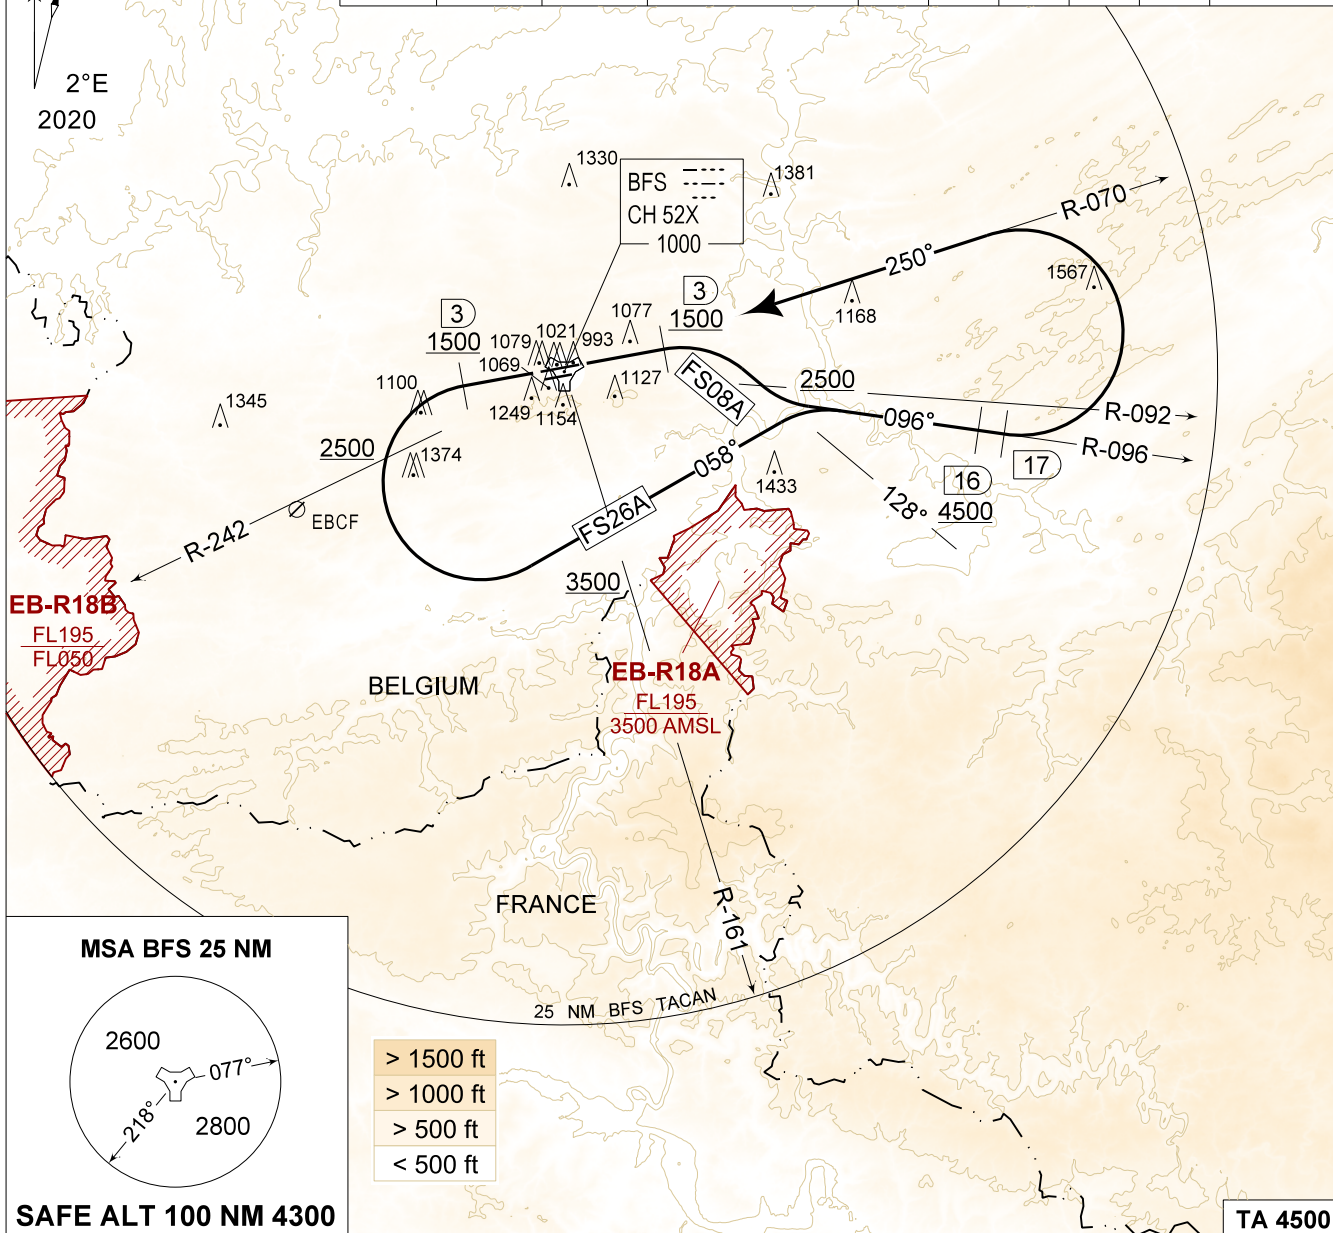 2°E
2020
1330
BFS
CH 52X
1000
1381
R-070
250°
1567
1168
3
1500
1077
3
1500
1079
1021
993
1069
1100
1249
1154
1127
1345
FS08A
2500
R-092
096°
R-096
2500
1374
058°
1433
16
4500
17
128°
EBCF
R-242
FS26A
3500
EB-R18B
FL195
FL050
EB-R18A
FL195
3500 AMSL
BELGIUM
FRANCE
R-161
25 NM BFS TACAN
MSA BFS 25 NM
2600
077°
218°
2800
SAFE ALT 100 NM 4300
> 1500 ft
> 1000 ft
> 500 ft
< 500 ft
TA 4500